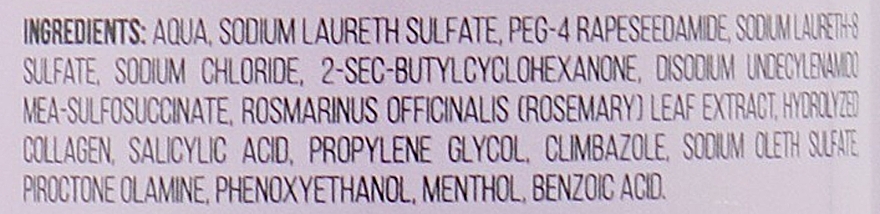 INGREDIENTS: AQUA, SODIUM LAURETH SULFATE, PEG-4 RAPESEEDAMIDE, SODIUM LAURETH-8
SULFATE, SODIUM CHLORIDE, 2-SEC-BUTYLCYCLOHEXANONE, DISODIUM UNDECYLENAMIDO
MEA-SULFOSUCCINATE, ROSMARINUS OFFICINALIS (ROSEMARY) LEAF EXTRACT, HYDROLYZED
COLLAGEN, SALICYLIC ACID, PROPYLENE GLYCOL, CLIMBAZOLE, SODIUM OLETH SULFATE,
PIROCTONE OLAMINE, PHENOXYETHANOL, MENTHOL, BENZOIC ACID.